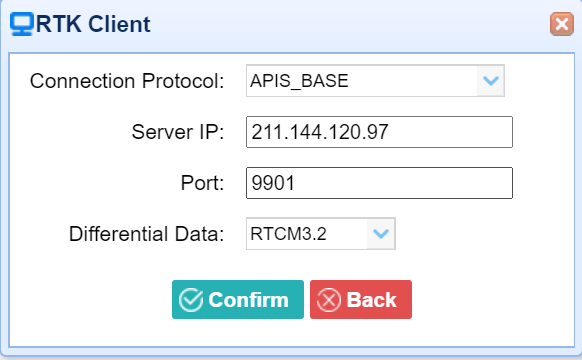 RTK Client
Connection Protocol: APIS_BASE
Server IP: 211.144.120.97
Port: 9901
Differential Data: RTCM3.2
Confirm Back